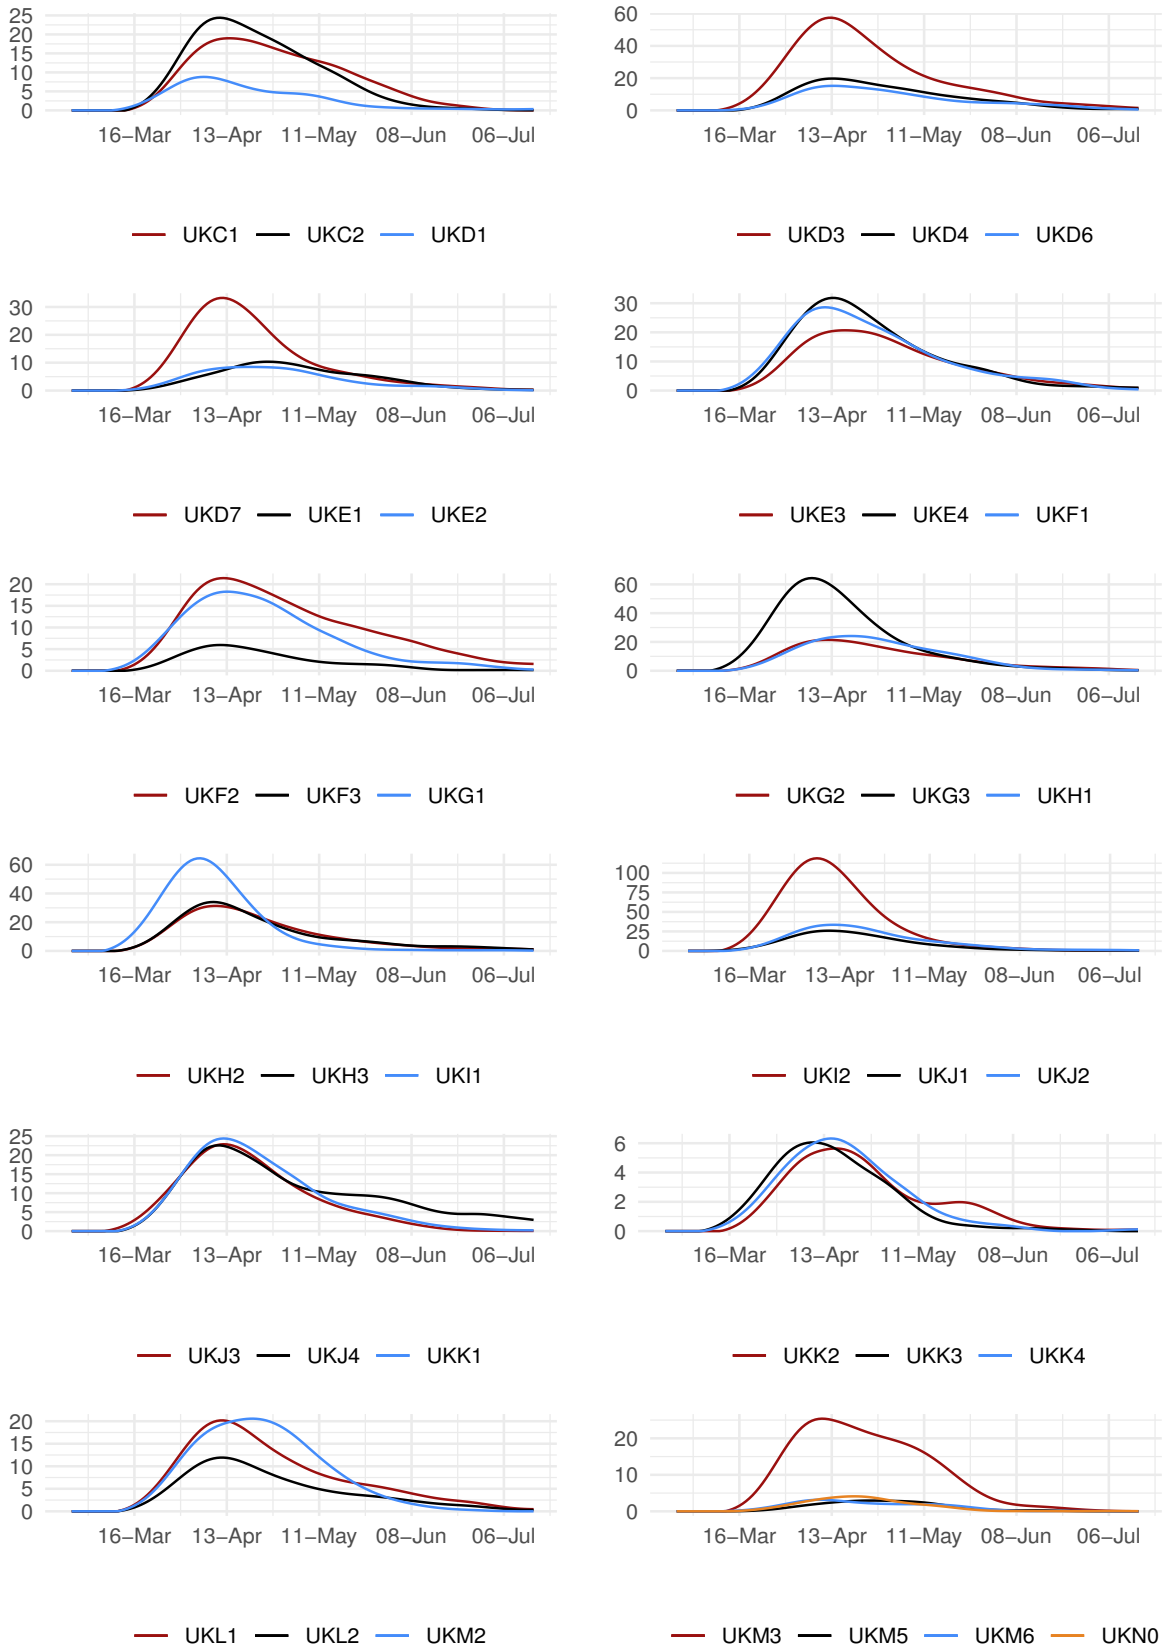 25
20
15
10
5
0
16–Mar 13–Apr 11–May 08–Jun 06–Jul
UKC1 UKC2 UKD1
60
40
20
0
16–Mar 13–Apr 11–May 08–Jun 06–Jul
UKD3 UKD4 UKD6
30
20
10
0
16–Mar 13–Apr 11–May 08–Jun 06–Jul
UKD7 UKE1 UKE2
30
20
10
0
16–Mar 13–Apr 11–May 08–Jun 06–Jul
UKE3 UKE4 UKF1
20
15
10
5
0
16–Mar 13–Apr 11–May 08–Jun 06–Jul
UKF2 UKF3 UKG1
60
40
20
0
16–Mar 13–Apr 11–May 08–Jun 06–Jul
UKG2 UKG3 UKH1
60
40
20
0
16–Mar 13–Apr 11–May 08–Jun 06–Jul
UKH2 UKH3 UKI1
100
75
50
25
0
16–Mar 13–Apr 11–May 08–Jun 06–Jul
UKI2 UKJ1 UKJ2
25
20
15
10
5
0
16–Mar 13–Apr 11–May 08–Jun 06–Jul
UKJ3 UKJ4 UKK1
6
4
2
0
16–Mar 13–Apr 11–May 08–Jun 06–Jul
UKK2 UKK3 UKK4
20
15
10
5
0
16–Mar 13–Apr 11–May 08–Jun 06–Jul
UKL1 UKL2 UKM2
20
10
0
16–Mar 13–Apr 11–May 08–Jun 06–Jul
UKM3 UKM5 UKM6 UKN0